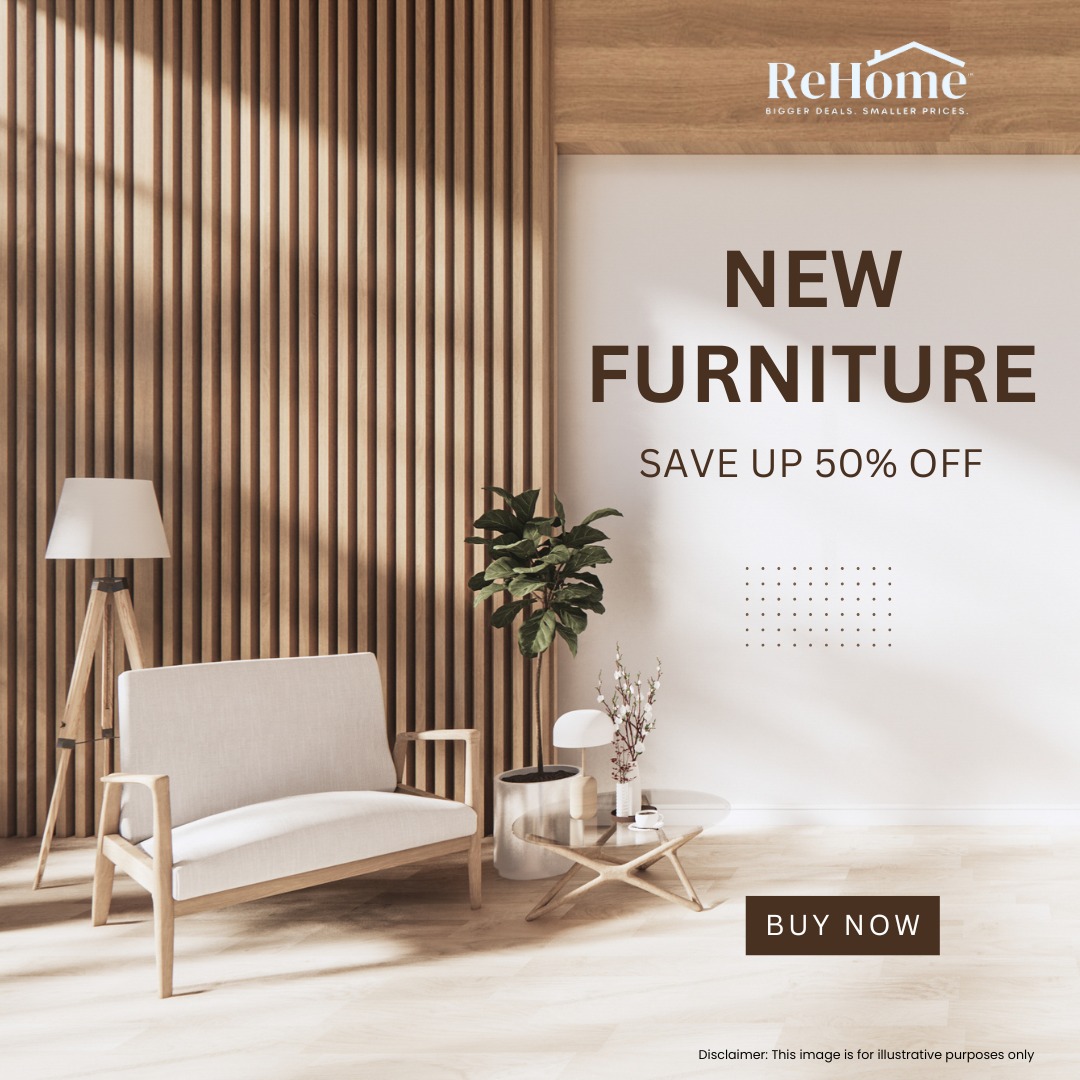 ReHome™
BIGGER DEALS. SMALLER PRICES.
NEW
FURNITURE
SAVE UP 50% OFF
BUY NOW
Disclaimer: This image is for illustrative purposes only